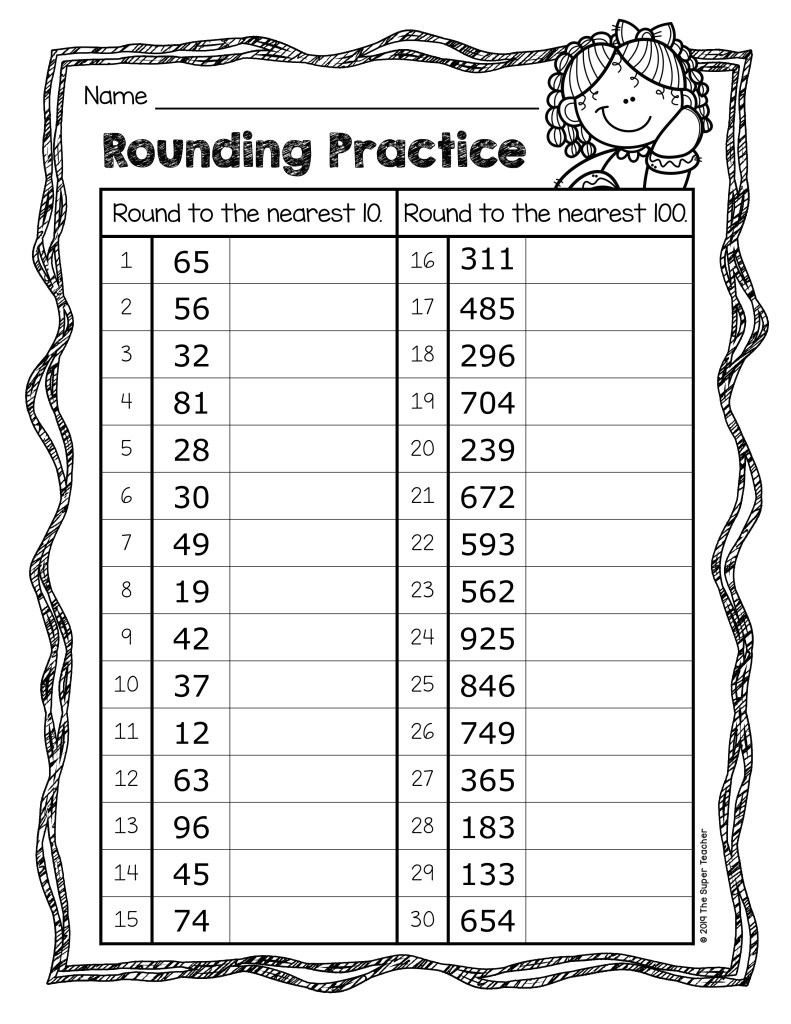 Name
Rounding Practice
Round to the nearest 10. Round to the nearest 100.
1 65 16 311
2 56 17 485
3 32 18 296
4 81 19 704
5 28 20 239
6 30 21 672
7 49 22 593
8 19 23 562
9 42 24 925
10 37 25 846
11 12 26 749
12 63 27 365
13 96 28 183
14 45 29 133
15 74 30 654
© 2019 The Super Teacher